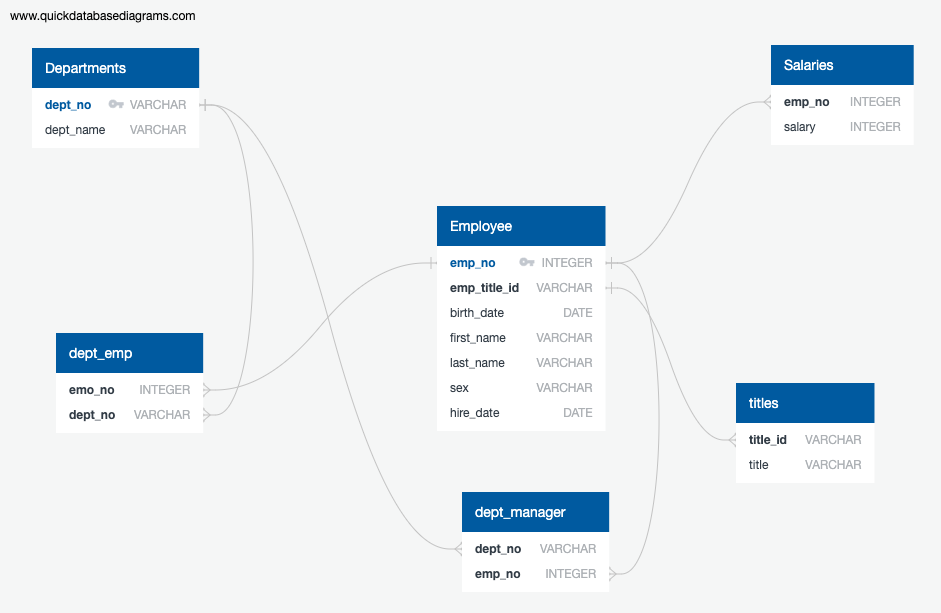 www.quickdatabasediagrams.com
Departments
dept_no VARCHAR
dept_name VARCHAR
Salaries
emp_no INTEGER
salary INTEGER
Employee
emp_no INTEGER
emp_title_id VARCHAR
birth_date DATE
first_name VARCHAR
last_name VARCHAR
sex VARCHAR
hire_date DATE
dept_emp
emo_no INTEGER
dept_no VARCHAR
titles
title_id VARCHAR
title VARCHAR
dept_manager
dept_no VARCHAR
emp_no INTEGER